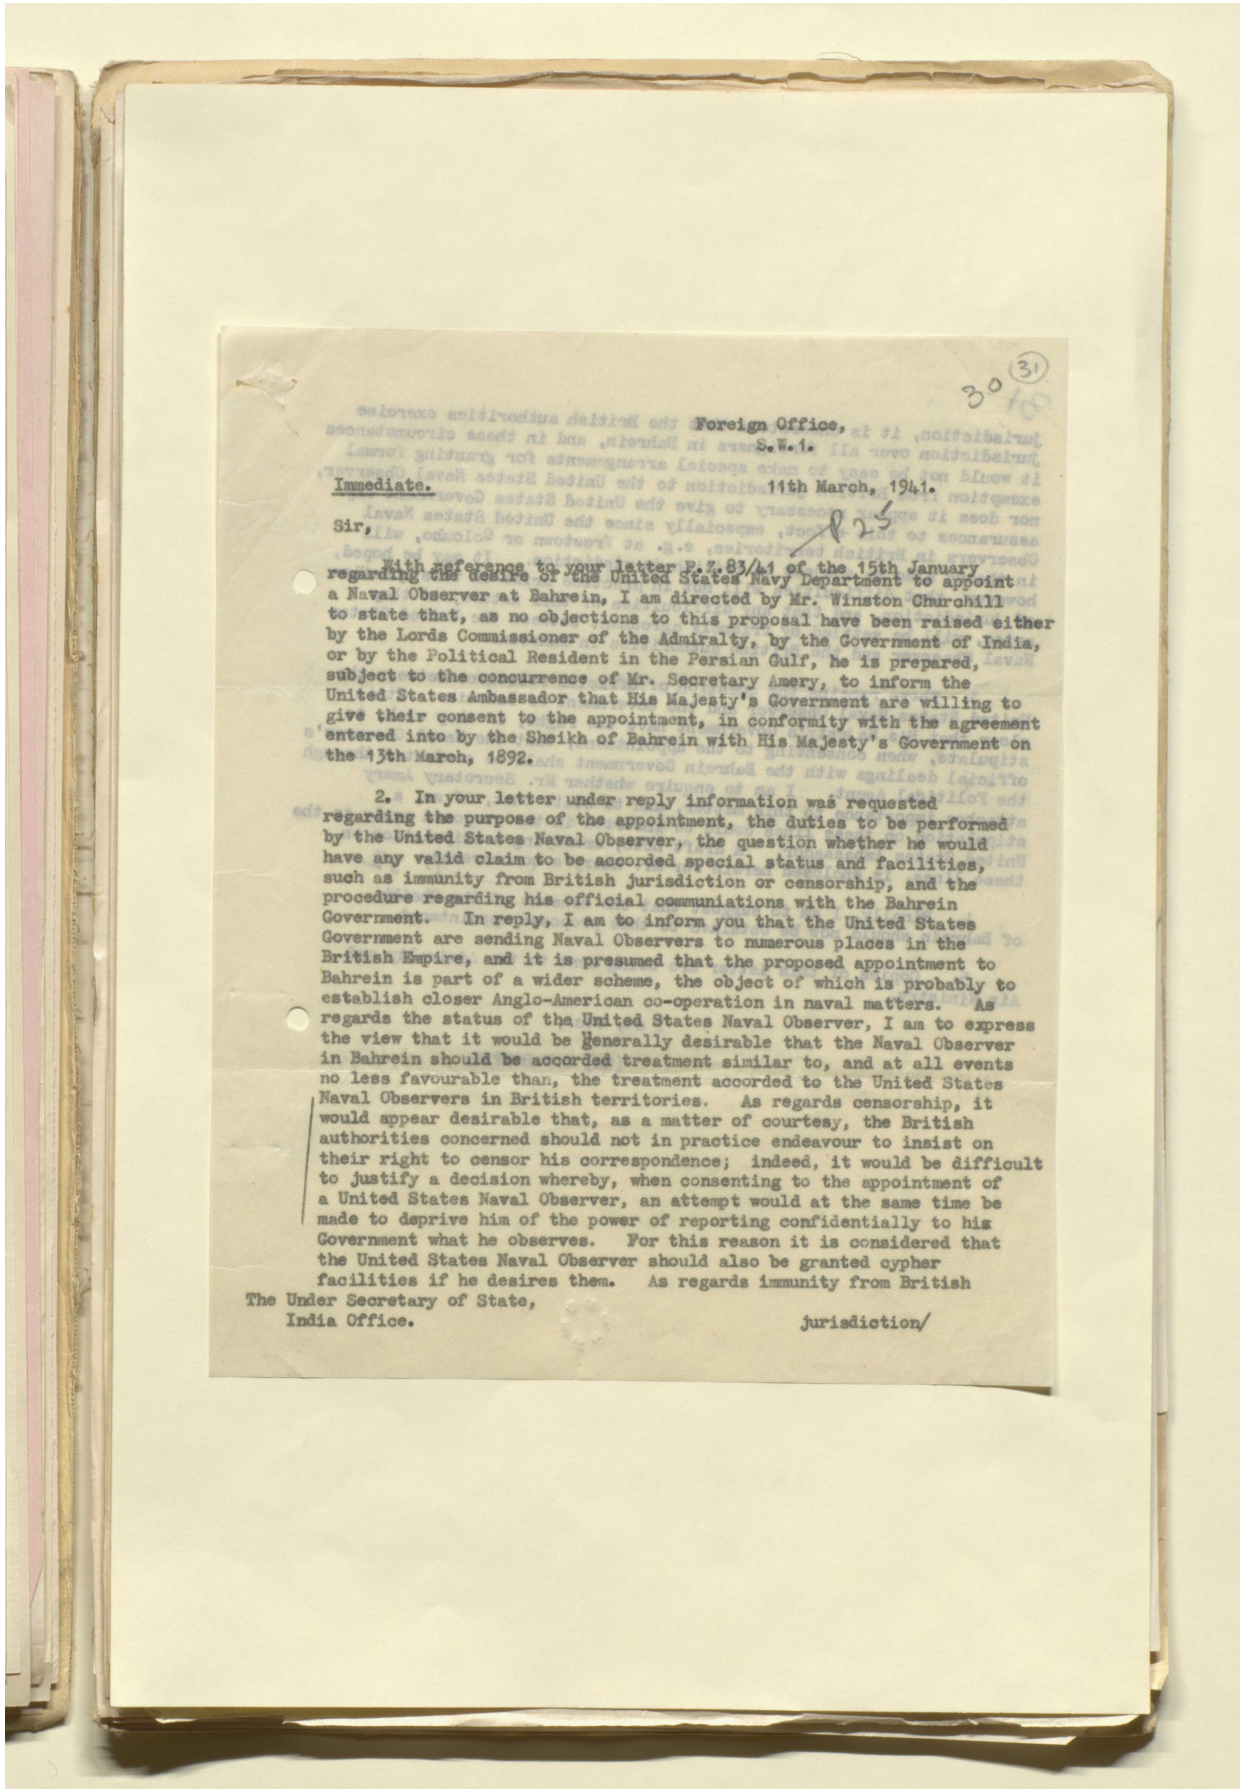 31
30
Foreign Office,
S.W.1.
Immediate.
11th March, 1941.
P 25
Sir,
With reference to your letter P.Z.83/41 of the 15th January
regarding the desire of the United States Navy Department to appoint
a Naval Observer at Bahrein, I am directed by Mr. Winston Churchill
to state that, as no objections to this proposal have been raised either
by the Lords Commissioner of the Admiralty, by the Government of India,
or by the Political Resident in the Persian Gulf, he is prepared,
subject to the concurrence of Mr. Secretary Amery, to inform the
United States Ambassador that His Majesty's Government are willing to
give their consent to the appointment, in conformity with the agreement
entered into by the Sheikh of Bahrein with His Majesty's Government on
the 13th March, 1892.
2. In your letter under reply information was requested
regarding the purpose of the appointment, the duties to be performed
by the United States Naval Observer, the question whether he would
have any valid claim to be accorded special status and facilities,
such as immunity from British jurisdiction or censorship, and the
procedure regarding his official communiations with the Bahrein
Government. In reply, I am to inform you that the United States
Government are sending Naval Observers to numerous places in the
British Empire, and it is presumed that the proposed appointment to
Bahrein is part of a wider scheme, the object of which is probably to
establish closer Anglo-American co-operation in naval matters. As
regards the status of the United States Naval Observer, I am to express
the view that it would be generally desirable that the Naval Observer
in Bahrein should be accorded treatment similar to, and at all events
no less favourable than, the treatment accorded to the United States
Naval Observers in British territories. As regards censorship, it
would appear desirable that, as a matter of courtesy, the British
authorities concerned should not in practice endeavour to insist on
their right to censor his correspondence; indeed, it would be difficult
to justify a decision whereby, when consenting to the appointment of
a United States Naval Observer, an attempt would at the same time be
made to deprive him of the power of reporting confidentially to his
Government what he observes. For this reason it is considered that
the United States Naval Observer should also be granted cypher
facilities if he desires them. As regards immunity from British
The Under Secretary of State,
India Office.
jurisdiction/